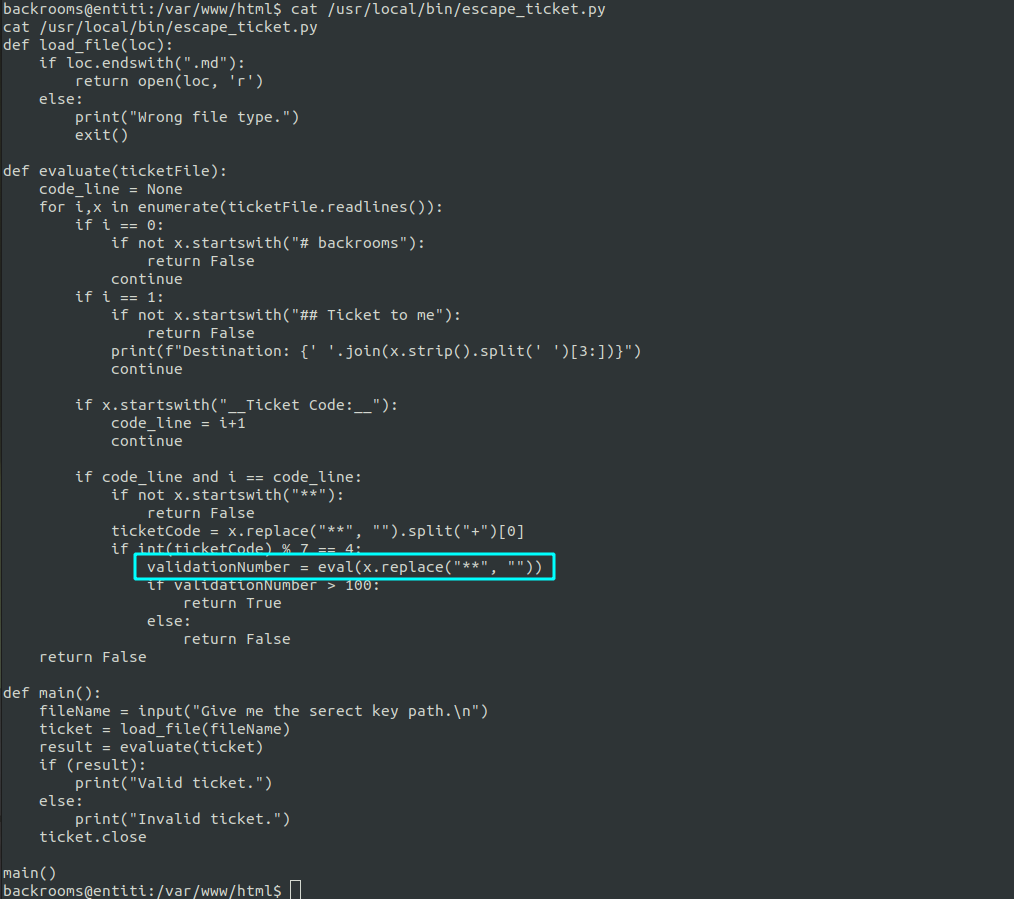 backrooms@entiti:/var/www/html$ cat /usr/local/bin/escape_ticket.py
cat /usr/local/bin/escape_ticket.py
def load_file(loc):
    if loc.endswith(".md"):
        return open(loc, 'r')
    else:
        print("Wrong file type.")
        exit()

def evaluate(ticketFile):
    code_line = None
    for i,x in enumerate(ticketFile.readlines()):
        if i == 0:
            if not x.startswith("# backrooms"):
                return False
            continue
        if i == 1:
            if not x.startswith("## Ticket to me"):
                return False
            print(f"Destination: {' '.join(x.strip().split(' ')[3:])}")
            continue

        if x.startswith("__Ticket Code:__"):
            code_line = i+1
            continue

        if code_line and i == code_line:
            if not x.startswith("**"):
                return False
            ticketCode = x.replace("**", "").split("+")[0]
            if int(ticketCode) % 7 == 4:
                validationNumber = eval(x.replace("**", ""))
                if validationNumber > 100:
                    return True
                else:
                    return False
    return False

def main():
    fileName = input("Give me the serect key path.\n")
    ticket = load_file(fileName)
    result = evaluate(ticket)
    if (result):
        print("Valid ticket.")
    else:
        print("Invalid ticket.")
    ticket.close

main()
backrooms@entiti:/var/www/html$